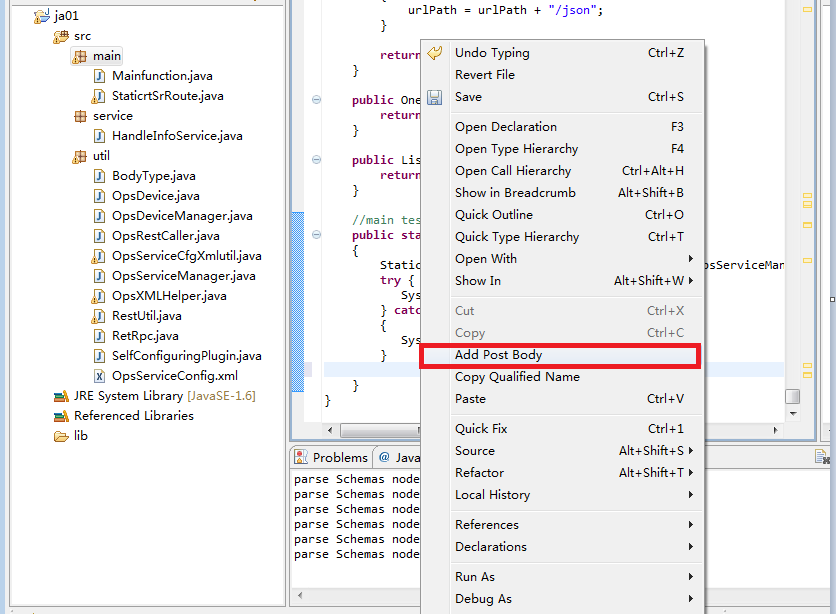 ja01
src
main
Mainfunction.java
StaticrtSrRoute.java
service
HandleInfoService.java
util
BodyType.java
OpsDevice.java
OpsDeviceManager.java
OpsRestCaller.java
OpsServiceCfgXmlutil.java
OpsServiceManager.java
OpsXMLHelper.java
RestUtil.java
RetRpc.java
SelfConfiguringPlugin.java
OpsServiceConfig.xml
JRE System Library [JavaSE-1.6]
Referenced Libraries
lib
urlPath = urlPath + "/json";
}
return
}
public One
return
}
public Lis
return
}
//main tes
public sta
{
Static
psServiceMan
try {
Sys
} catc
{
Sys
}
}
}
Undo Typing Ctrl+Z
Revert File
Save Ctrl+S
Open Declaration F3
Open Type Hierarchy F4
Open Call Hierarchy Ctrl+Alt+H
Show in Breadcrumb Alt+Shift+B
Quick Outline Ctrl+O
Quick Type Hierarchy Ctrl+T
Open With
Show In Alt+Shift+W
Cut Ctrl+X
Copy Ctrl+C
Add Post Body
Copy Qualified Name
Paste Ctrl+V
Quick Fix Ctrl+1
Source Alt+Shift+S
Refactor Alt+Shift+T
Local History
References
Declarations
Run As
Debug As
Problems @ Java
parse Schemas node
parse Schemas node
parse Schemas node
parse Schemas node
parse Schemas node
parse Schemas node